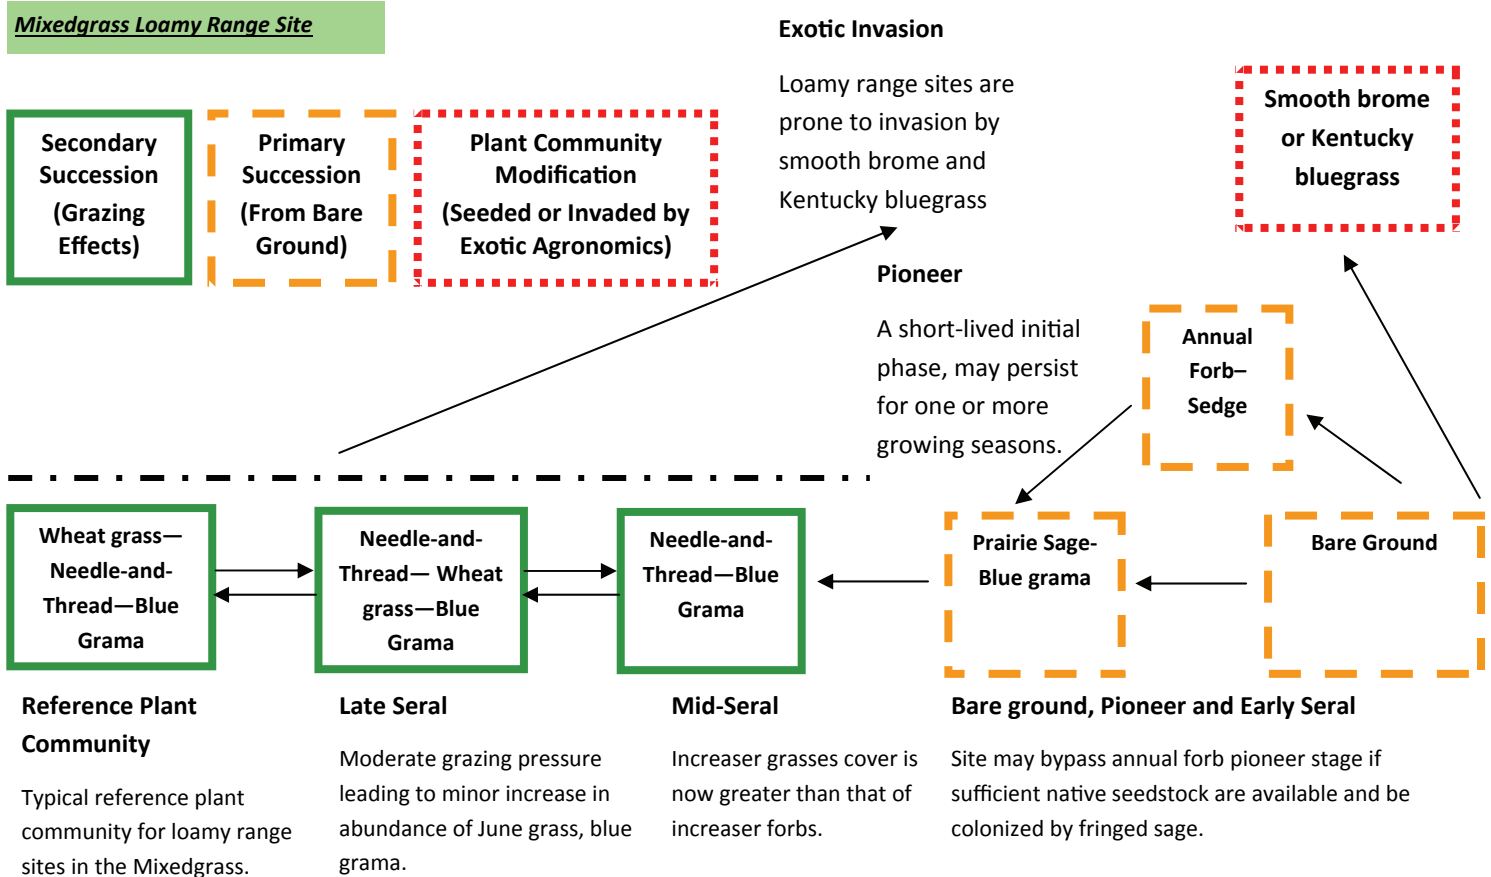 Mixedgrass Loamy Range Site
Secondary
Succession
(Grazing
Effects)
Primary
Succession
(From Bare
Ground)
Plant Community
Modification
(Seeded or Invaded by
Exotic Agronomics)
Exotic Invasion
Loamy range sites are
prone to invasion by
smooth brome and
Kentucky bluegrass
Smooth brome
or Kentucky
bluegrass
Pioneer
A short-lived initial
phase, may persist
for one or more
growing seasons.
Annual
Forb–
Sedge
Wheat grass—
Needle-and-
Thread—Blue
Grama
Needle-and-
Thread— Wheat
grass—Blue
Grama
Needle-and-
Thread—Blue
Grama
Prairie Sage-
Blue grama
Bare Ground
Reference Plant
Community
Typical reference plant
community for loamy range
sites in the Mixedgrass.
Late Seral
Moderate grazing pressure
leading to minor increase in
abundance of June grass, blue
grama.
Mid-Seral
Increaser grasses cover is
now greater than that of
increaser forbs.
Bare ground, Pioneer and Early Seral
Site may bypass annual forb pioneer stage if
sufficient native seedstock are available and be
colonized by fringed sage.